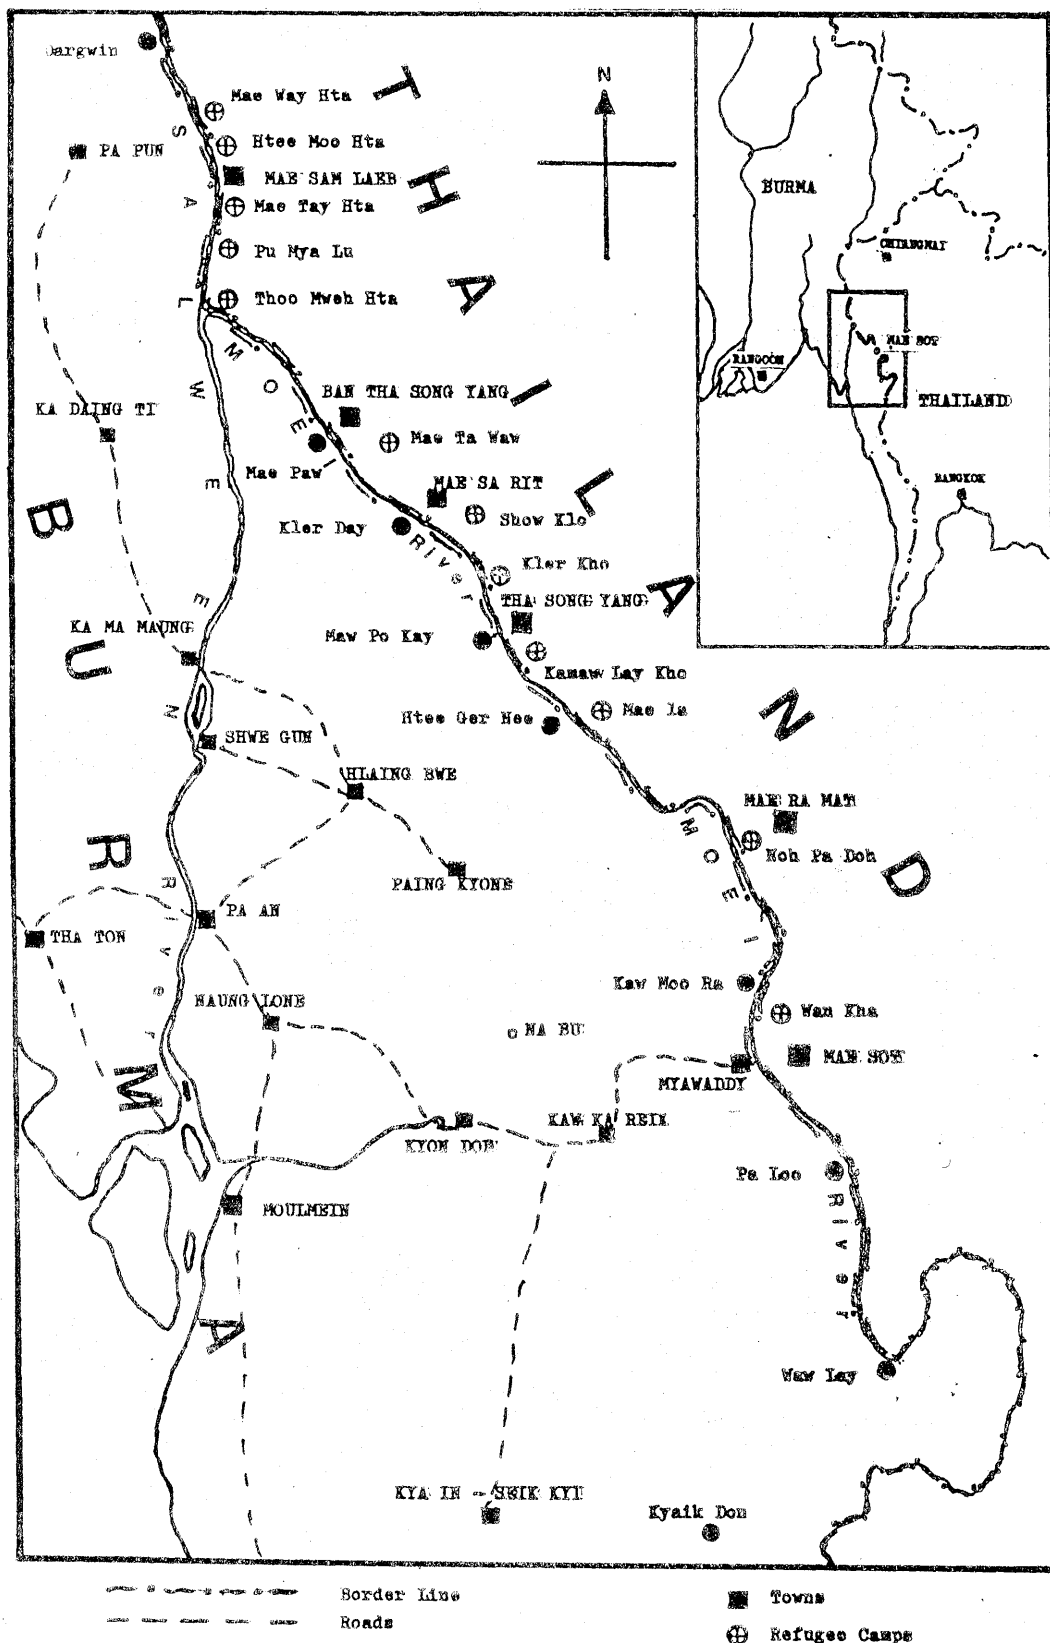 Dargwin
Mae Way Hta
Htee Moo Hta
PA PUN
MAE SAM LAEB
Mae Tay Hta
Pu Mya Lu
Thoo Mweh Hta
N
THAILAND
BURMA
SALWEEN River
MOEI River
MOEI River
BAN THA SONG YANG
KA DAING TI
Mae Ta Waw
Mae Paw
MAE SA RIT
Show Klo
Kler Day
Kler Kho
THA SONG YANG
KA MA MAUNG
Maw Po Kay
Kamaw Lay Kho
Htee Ger Nee
Mae La
SHWE GUN
HLAING BWE
MAE RA MAT
Noh Pa Doh
PAING KYONE
PA AN
THA TON
Kaw Moo Ra
NAUNG LONE
NA BU
Wan Kha
MAE SOT
MYAWADDY
KAW KA REIK
KYON DOE
Pa Loo
MOULMEIN
Waw Lay
KYA IN - SEIK KYI
Kyaik Don
BURMA
CHIANGMAI
MAE SOT
RANGOON
THAILAND
BANGKOK
Border Line
Roads
Towns
Refugee Camps